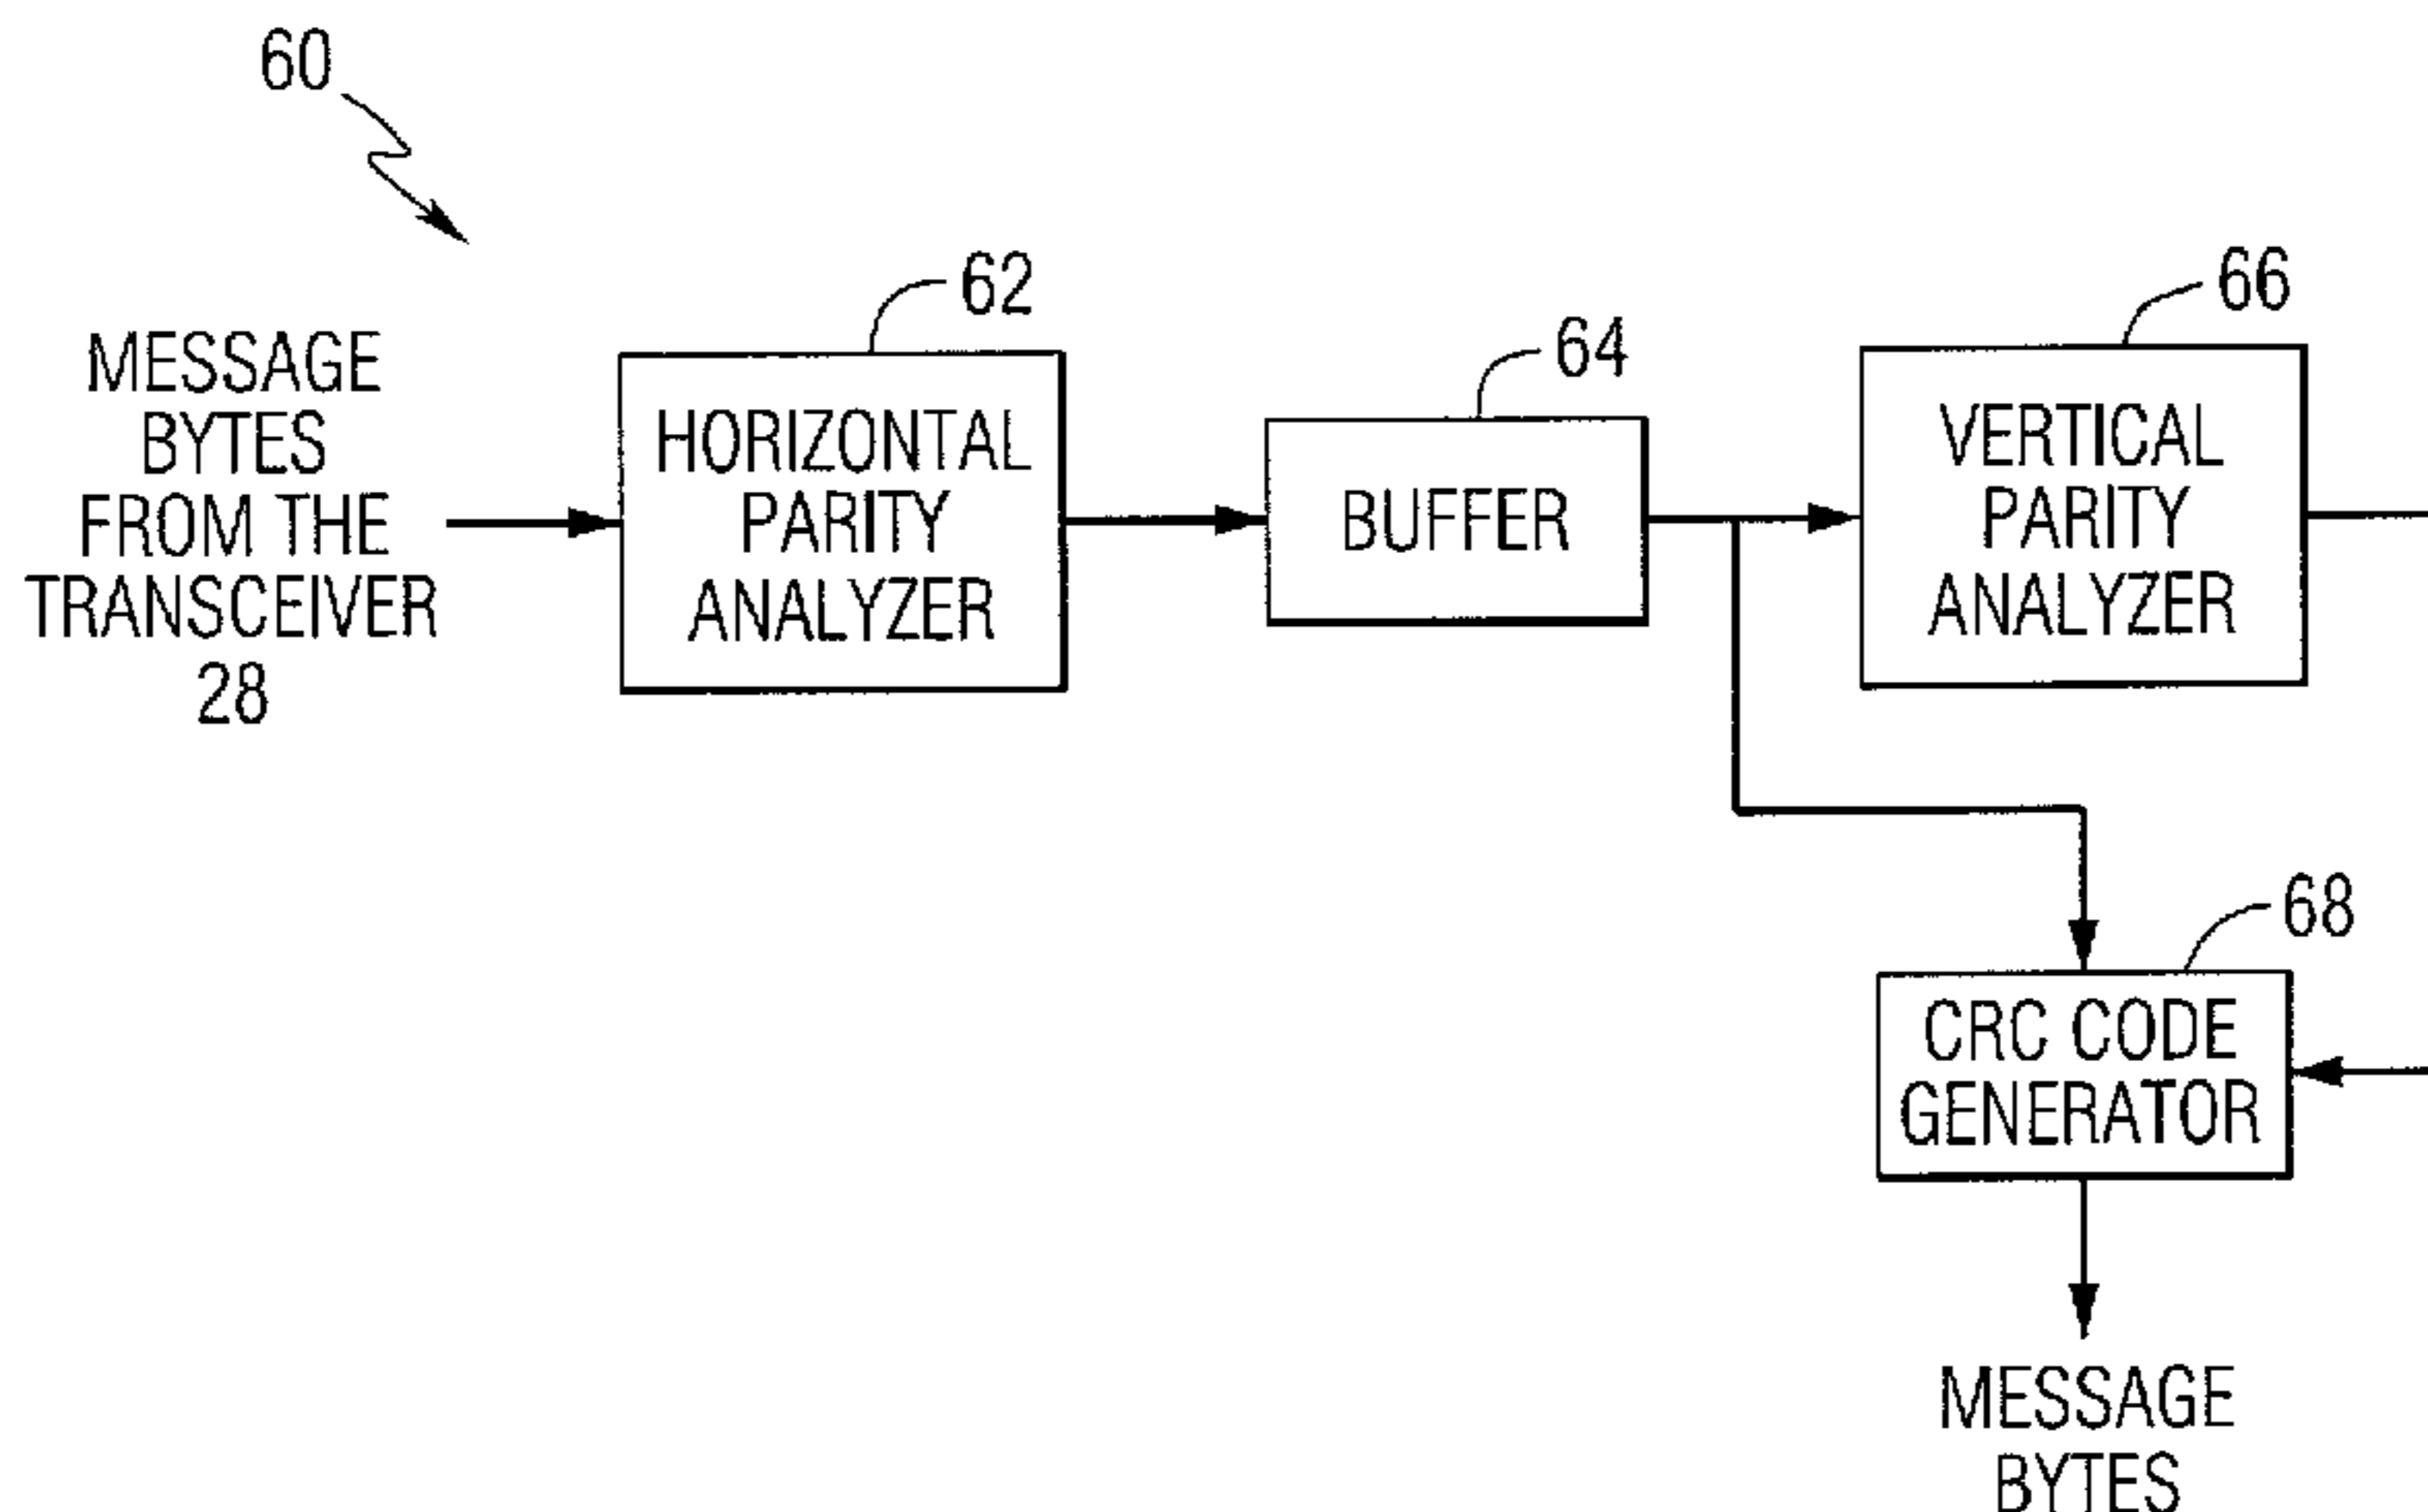 60
62
64
66
MESSAGE
BYTES
FROM THE
TRANSCEIVER
28
HORIZONTAL
PARITY
ANALYZER
BUFFER
VERTICAL
PARITY
ANALYZER
68
CRC CODE
GENERATOR
MESSAGE
BYTES